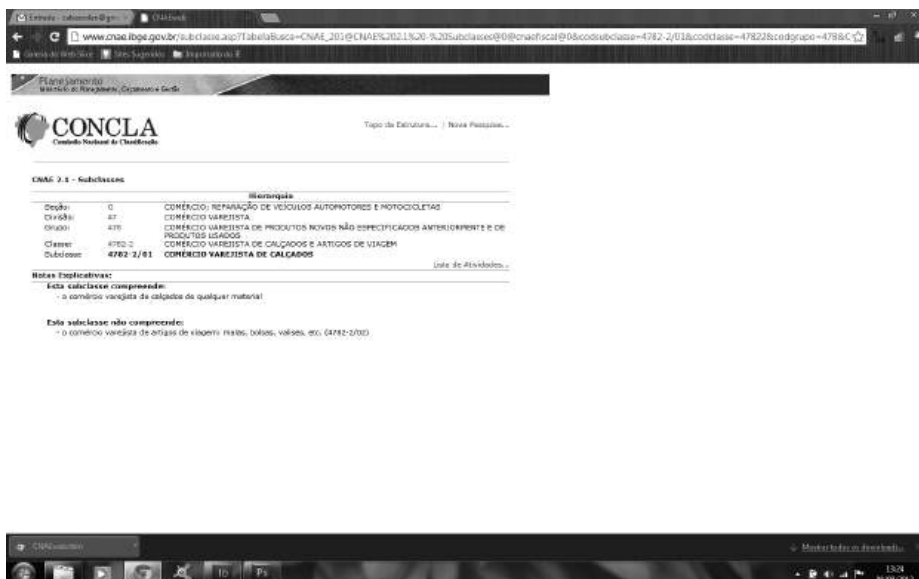 www.cnae.ibge.gov.br/subclasse.asp?TabelaBusca=CNAE_201@CNAE%202.1%20-%20Subclasses@0@cnaefiscal@0&codsubclasse=4782-2/01&codclasse=47822&codgrupo=478&C
Planejamento
CONCLA
Comissão Nacional de Classificação
Topo da Estrutura... | Nova Pesquisa...
CNAE 2.1 - Subclasses
Hierarquia
Seção: G COMÉRCIO; REPARAÇÃO DE VEÍCULOS AUTOMOTORES E MOTOCICLETAS
Divisão: 47 COMÉRCIO VAREJISTA
Grupo: 478 COMÉRCIO VAREJISTA DE PRODUTOS NOVOS NÃO ESPECIFICADOS ANTERIORMENTE E DE
PRODUTOS USADOS
Classe: 4782-2 COMÉRCIO VAREJISTA DE CALÇADOS E ARTIGOS DE VIAGEM
Subclasse 4782-2/01 COMÉRCIO VAREJISTA DE CALÇADOS
Lista de Atividades...
Notas Explicativas:
Esta subclasse compreende:
- o comércio varejista de calçados de qualquer material
Esta subclasse não compreende:
- o comércio varejista de artigos de viagem: malas, bolsas, valises, etc. (4782-2/02)
Mostrar todos os downloads...
Ps
13:24